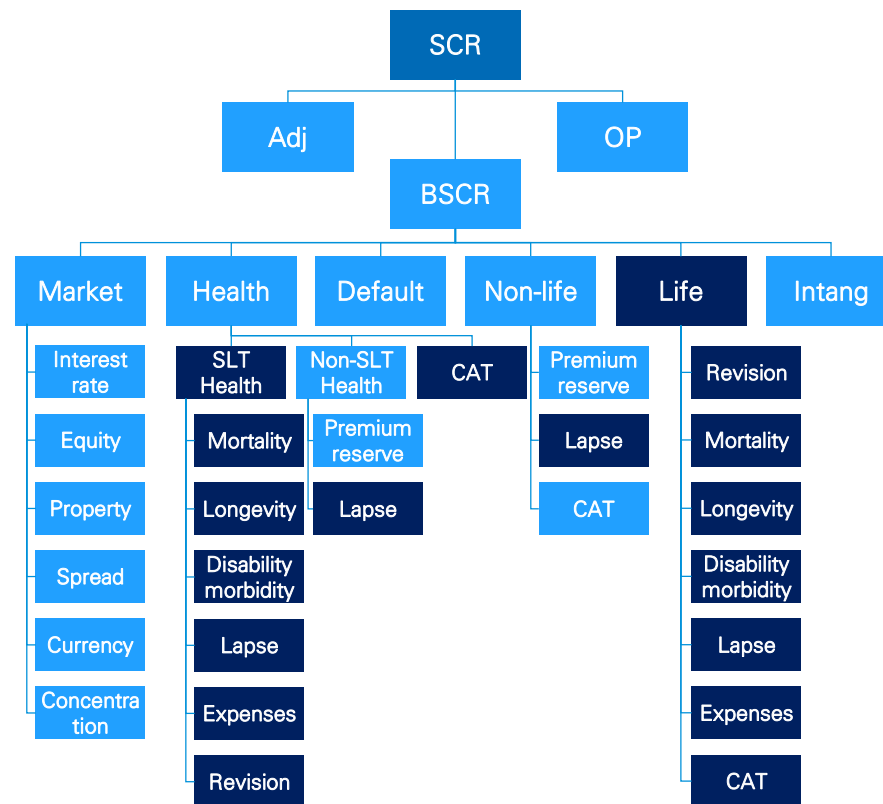 SCR
Adj
OP
BSCR
Market
Health
Default
Non-life
Life
Intang
Interest
rate
Equity
Property
Spread
Currency
Concentra
tion
SLT
Health
Mortality
Longevity
Disability
morbidity
Lapse
Expenses
Revision
Non-SLT
Health
Premium
reserve
Lapse
CAT
Premium
reserve
Lapse
CAT
Revision
Mortality
Longevity
Disability
morbidity
Lapse
Expenses
CAT